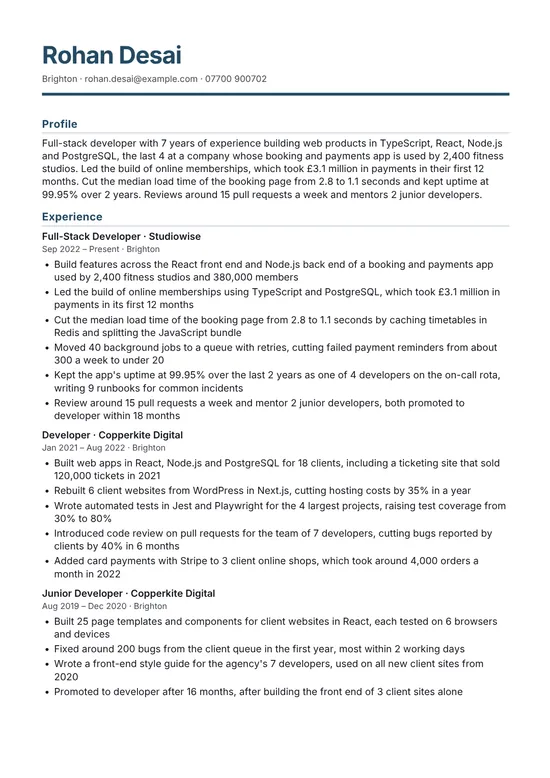 Rohan Desai
Brighton · rohan.desai@example.com · 07700 900702
Profile
Full-stack developer with 7 years of experience building web products in TypeScript, React, Node.js
and PostgreSQL, the last 4 at a company whose booking and payments app is used by 2,400 fitness
studios. Led the build of online memberships, which took £3.1 million in payments in their first 12
months. Cut the median load time of the booking page from 2.8 to 1.1 seconds and kept uptime at
99.95% over 2 years. Reviews around 15 pull requests a week and mentors 2 junior developers.
Experience
Full-Stack Developer · Studiowise
Sep 2022 – Present · Brighton
• Build features across the React front end and Node.js back end of a booking and payments app
used by 2,400 fitness studios and 380,000 members
• Led the build of online memberships using TypeScript and PostgreSQL, which took £3.1 million in
payments in its first 12 months
• Cut the median load time of the booking page from 2.8 to 1.1 seconds by caching timetables in
Redis and splitting the JavaScript bundle
• Moved 40 background jobs to a queue with retries, cutting failed payment reminders from about
300 a week to under 20
• Kept the app's uptime at 99.95% over the last 2 years as one of 4 developers on the on-call rota,
writing 9 runbooks for common incidents
• Review around 15 pull requests a week and mentor 2 junior developers, both promoted to
developer within 18 months
Developer · Copperkite Digital
Jan 2021 – Aug 2022 · Brighton
• Built web apps in React, Node.js and PostgreSQL for 18 clients, including a ticketing site that sold
120,000 tickets in 2021
• Rebuilt 6 client websites from WordPress in Next.js, cutting hosting costs by 35% in a year
• Wrote automated tests in Jest and Playwright for the 4 largest projects, raising test coverage from
30% to 80%
• Introduced code review on pull requests for the team of 7 developers, cutting bugs reported by
clients by 40% in 6 months
• Added card payments with Stripe to 3 client online shops, which took around 4,000 orders a
month in 2022
Junior Developer · Copperkite Digital
Aug 2019 – Dec 2020 · Brighton
• Built 25 page templates and components for client websites in React, each tested on 6 browsers
and devices
• Fixed around 200 bugs from the client queue in the first year, most within 2 working days
• Wrote a front-end style guide for the agency's 7 developers, used on all new client sites from
2020
• Promoted to developer after 16 months, after building the front end of 3 client sites alone